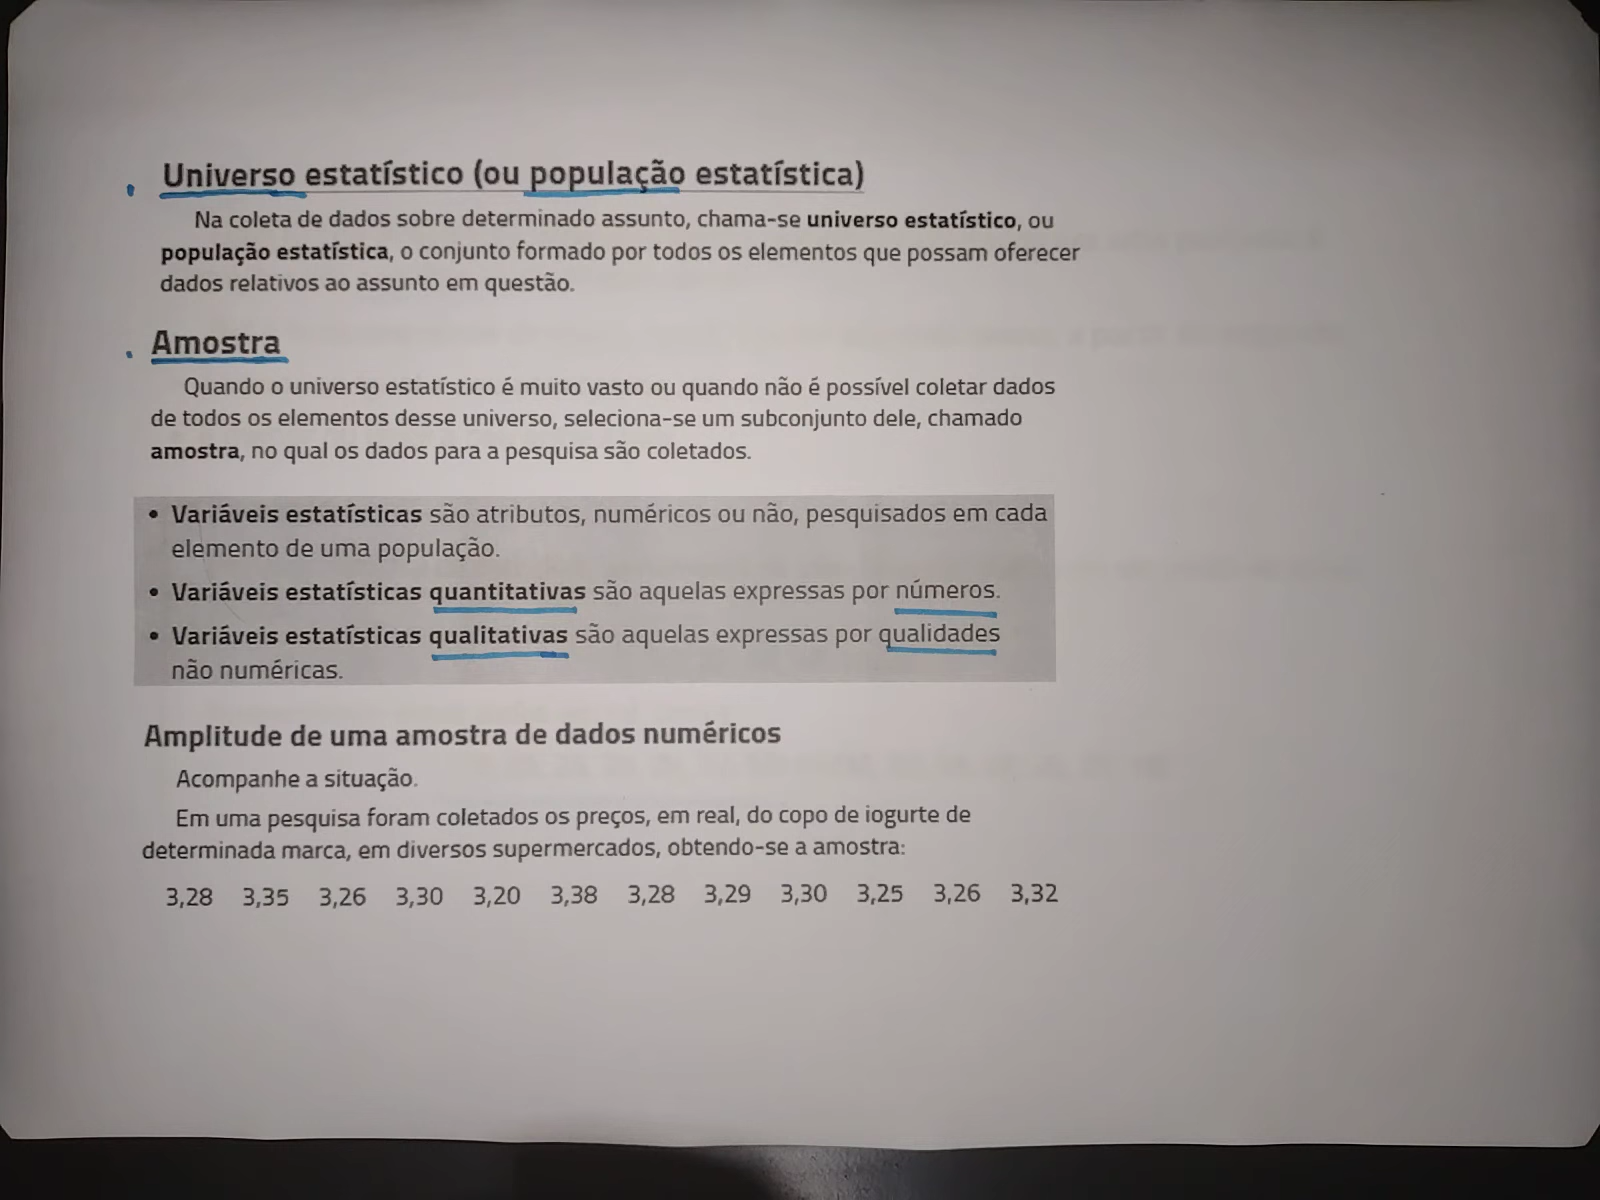 Universo estatístico (ou população estatística)
Na coleta de dados sobre determinado assunto, chama-se universo estatístico, ou
população estatística, o conjunto formado por todos os elementos que possam oferecer
dados relativos ao assunto em questão.
Amostra
Quando o universo estatístico é muito vasto ou quando não é possível coletar dados
de todos os elementos desse universo, seleciona-se um subconjunto dele, chamado
amostra, no qual os dados para a pesquisa são coletados.
• Variáveis estatísticas são atributos, numéricos ou não, pesquisados em cada
elemento de uma população.
• Variáveis estatísticas quantitativas são aquelas expressas por números.
• Variáveis estatísticas qualitativas são aquelas expressas por qualidades
não numéricas.
Amplitude de uma amostra de dados numéricos
Acompanhe a situação.
Em uma pesquisa foram coletados os preços, em real, do copo de iogurte de
determinada marca, em diversos supermercados, obtendo-se a amostra:
3,28 3,35 3,26 3,30 3,20 3,38 3,28 3,29 3,30 3,25 3,26 3,32